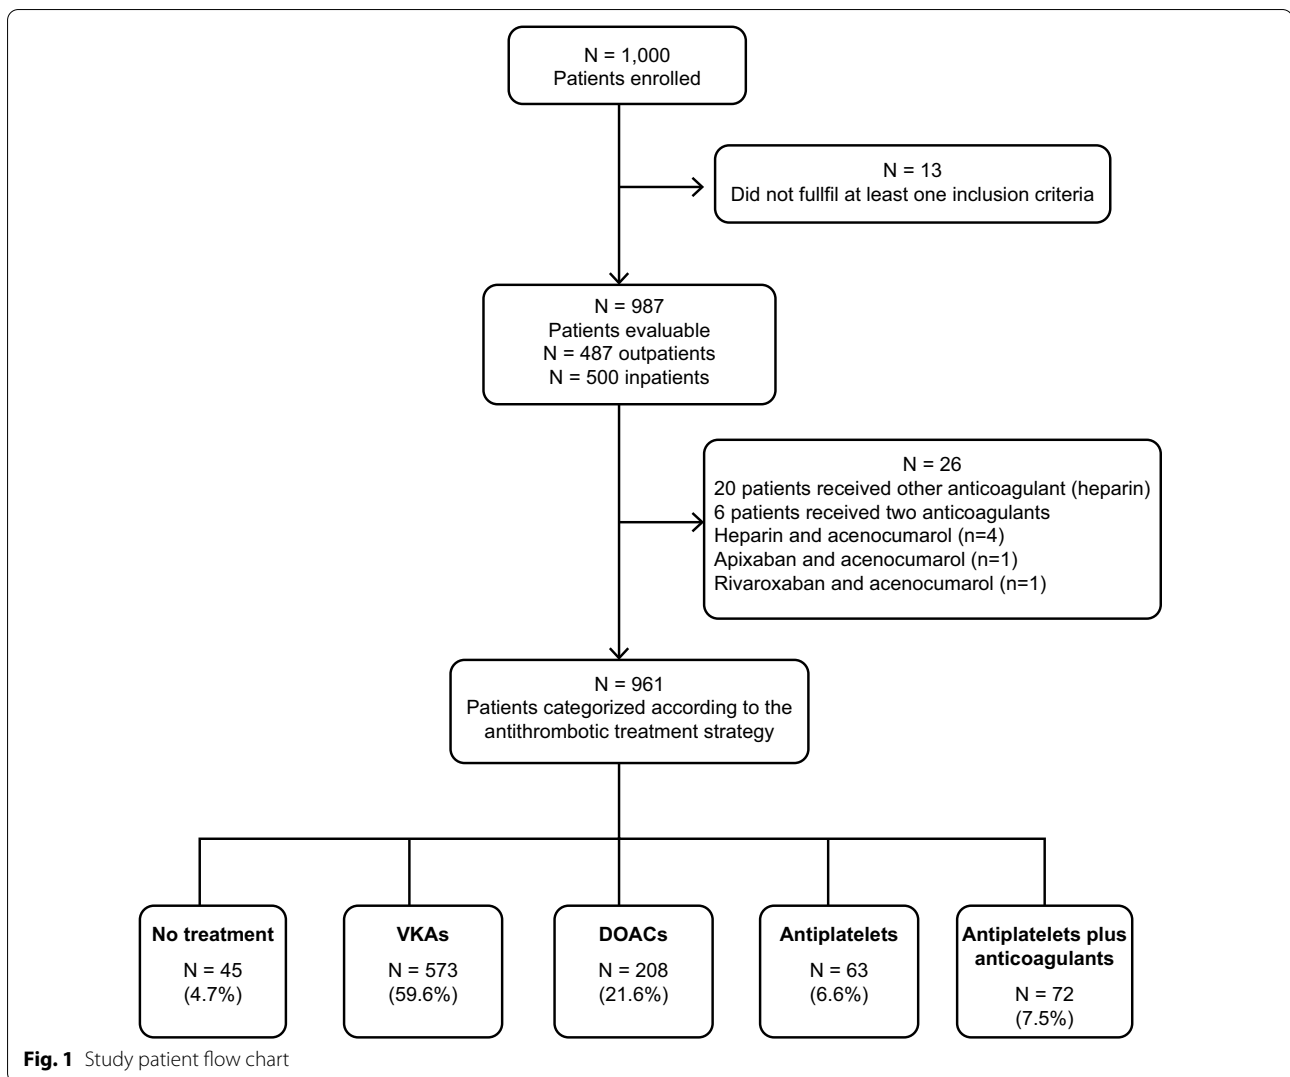 N = 1,000
Patients enrolled
N = 13
Did not fullfil at least one inclusion criteria
N = 987
Patients evaluable
N = 487 outpatients
N = 500 inpatients
N = 26
20 patients received other anticoagulant (heparin)
6 patients received two anticoagulants
Heparin and acenocumarol (n=4)
Apixaban and acenocumarol (n=1)
Rivaroxaban and acenocumarol (n=1)
N = 961
Patients categorized according to the
antithrombotic treatment strategy
No treatment
N = 45
(4.7%)
VKAs
N = 573
(59.6%)
DOACs
N = 208
(21.6%)
Antiplatelets
N = 63
(6.6%)
Antiplatelets plus
anticoagulants
N = 72
(7.5%)
Fig. 1 Study patient flow chart